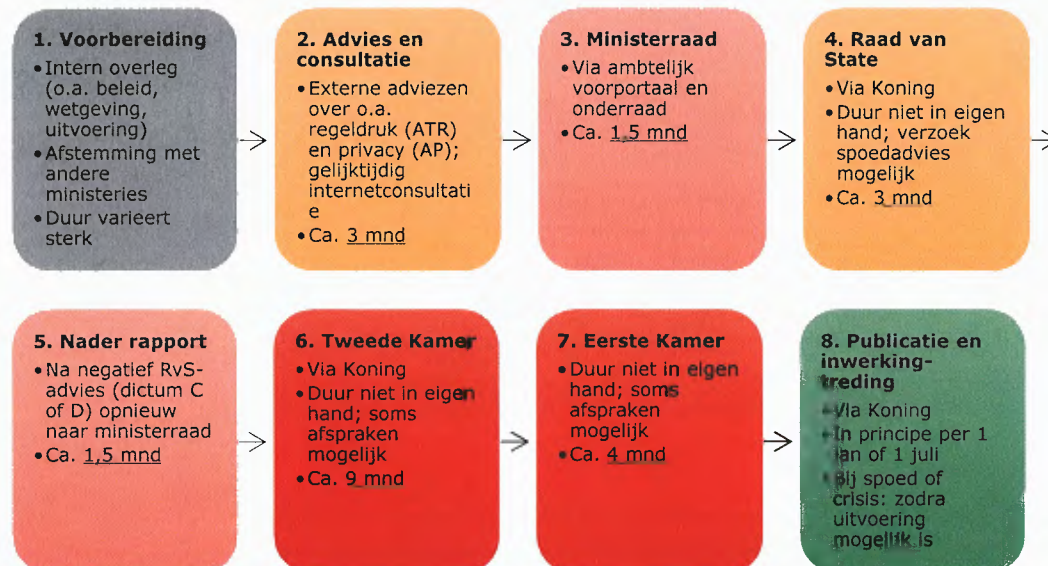 1. Voorbereiding
• Intern overleg
(o.a. beleid,
wetgeving,
uitvoering)
• Afstemming met
andere
ministeries
• Duur varieert
sterk
2. Advies en
consultatie
• Externe adviezen
over o.a.
regeldruk (ATR)
en privacy (AP);
gelijktijdig
internetconsultati
e
• Ca. 3 mnd
3. Ministerraad
• Via ambtelijk
voorportaal en
onderraad
• Ca. 1,5 mnd
4. Raad van
State
• Via Koning
• Duur niet in eigen
hand; verzoek
spoedadvies
mogelijk
• Ca. 3 mnd
5. Nader rapport
• Na negatief RvS-
advies (dictum C
of D) opnieuw
naar ministerraad
• Ca. 1,5 mnd
6. Tweede Kamer
• Via Koning
• Duur niet in eigen
hand; soms
afspraken
mogelijk
• Ca. 9 mnd
7. Eerste Kamer
• Duur niet in eigen
hand; soms
afspraken
mogelijk
• Ca. 4 mnd
8. Publicatie en
inwerking-
treding
• Via Koning
• In principe per 1
jan of 1 juli
• Bij spoed of
crisis: zodra
uitvoering
mogelijk is